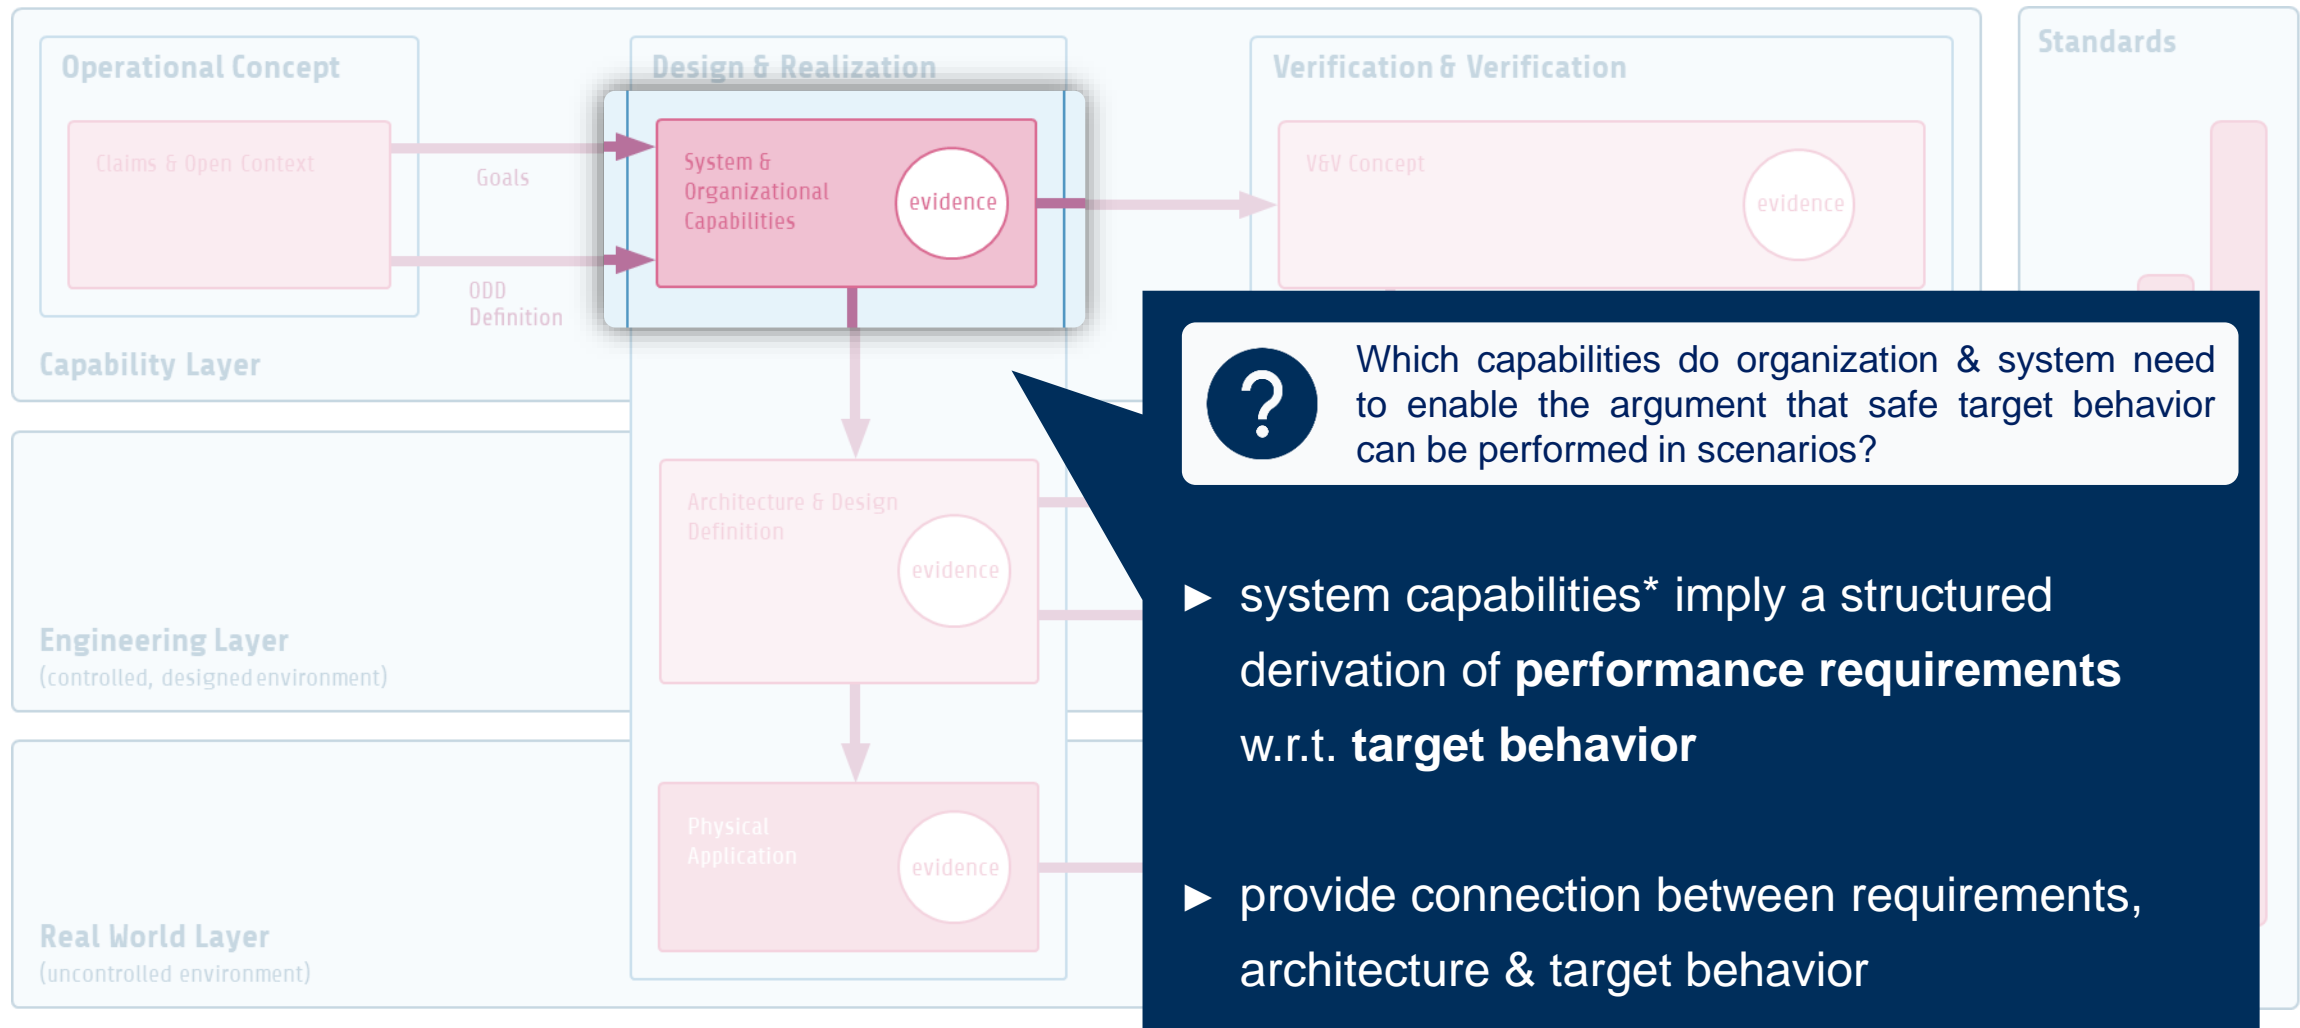 Operational Concept
Design & Realization
Verification & Verification
Standards
Claims & Open Context
Goals
ODD
Definition
System &
Organizational
Capabilities
evidence
V&V Concept
evidence
Capability Layer
Which capabilities do organization & system need
to enable the argument that safe target behavior
can be performed in scenarios?
Architecture & Design
Definition
evidence
Engineering Layer
(controlled, designed environment)
► system capabilities* imply a structured
derivation of performance requirements
w.r.t. target behavior
Physical
Application
evidence
Real World Layer
(uncontrolled environment)
► provide connection between requirements,
architecture & target behavior